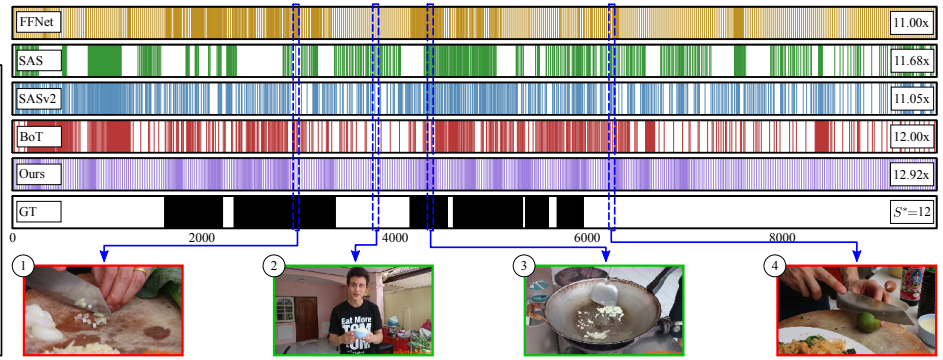 FFNet 11.00x
SAS 11.68x
SASv2 11.05x
BoT 12.00x
Ours 12.92x
GT S*=12
0 2000 4000 6000 8000
1 2 3 4
Eat More
TOM